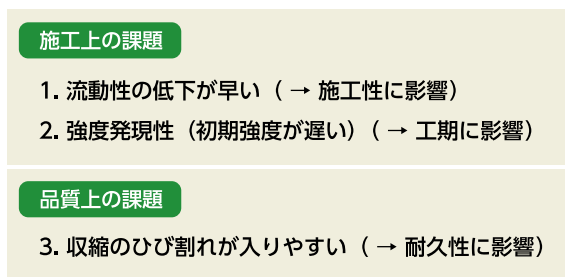 施工上の課題
1. 流動性の低下が早い（ → 施工性に影響）
2. 強度発現性（初期強度が遅い）（ → 工期に影響）
品質上の課題
3. 収縮のひび割れが入りやすい（ → 耐久性に影響）